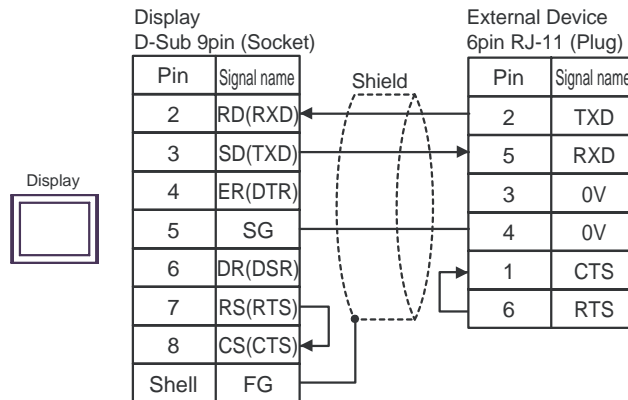 Display
D-Sub 9pin (Socket)
External Device
6pin RJ-11 (Plug)
Pin Signal name
Shield
Pin Signal name
2 RD(RXD)
2 TXD
3 SD(TXD)
5 RXD
Display
4 ER(DTR)
3 0V
5 SG
4 0V
6 DR(DSR)
1 CTS
7 RS(RTS)
6 RTS
8 CS(CTS)
Shell FG